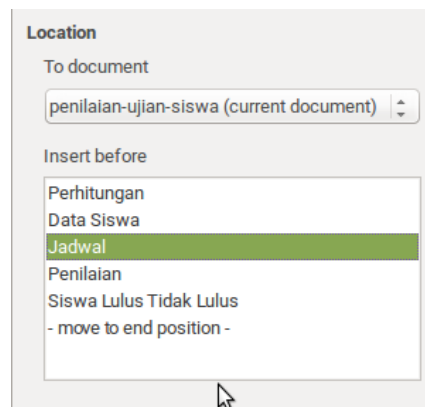 Location
To document
penilaian-ujian-siswa (current document)
Insert before
Perhitungan
Data Siswa
Jadwal
Penilaian
Siswa Lulus Tidak Lulus
- move to end position -